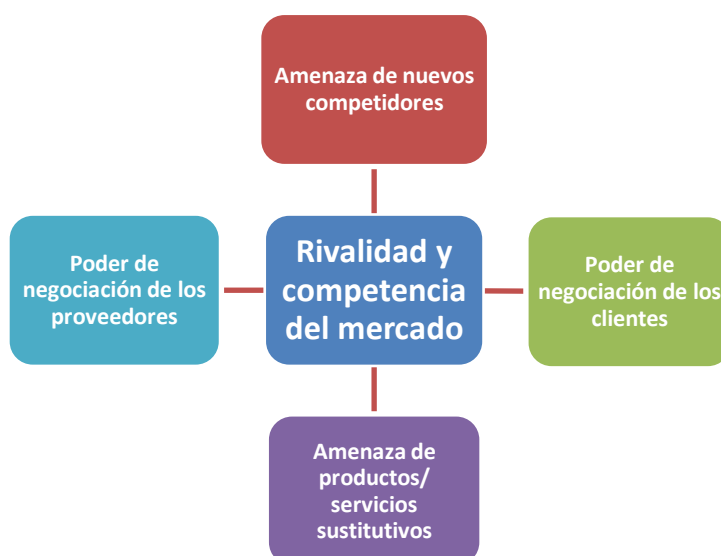 Amenaza de nuevos
competidores
Poder de
negociación de los
proveedores
Rivalidad y
competencia
del mercado
Poder de
negociación de los
clientes
Amenaza de
productos/
servicios
sustitutivos